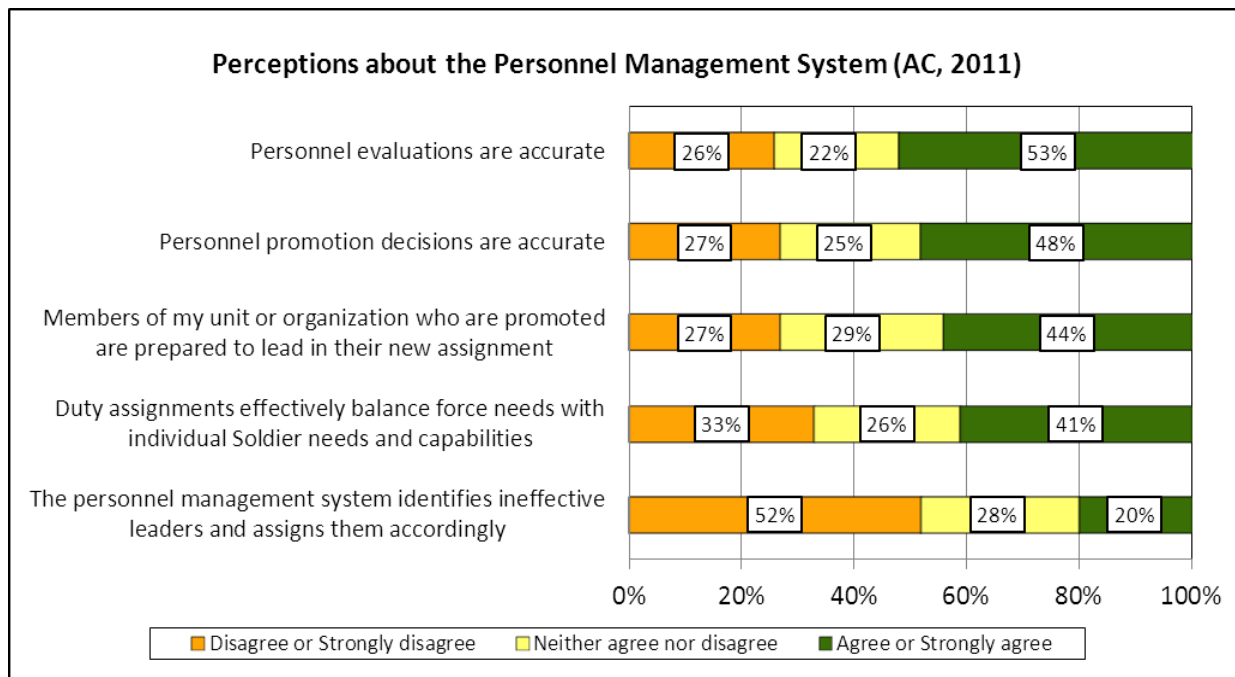 Perceptions about the Personnel Management System (AC, 2011)
Personnel evaluations are accurate
26% 22% 53%
Personnel promotion decisions are accurate
27% 25% 48%
Members of my unit or organization who are promoted
are prepared to lead in their new assignment
27% 29% 44%
Duty assignments effectively balance force needs with
individual Soldier needs and capabilities
33% 26% 41%
The personnel management system identifies ineffective
leaders and assigns them accordingly
52% 28% 20%
0% 20% 40% 60% 80% 100%
Disagree or Strongly disagree Neither agree nor disagree Agree or Strongly agree